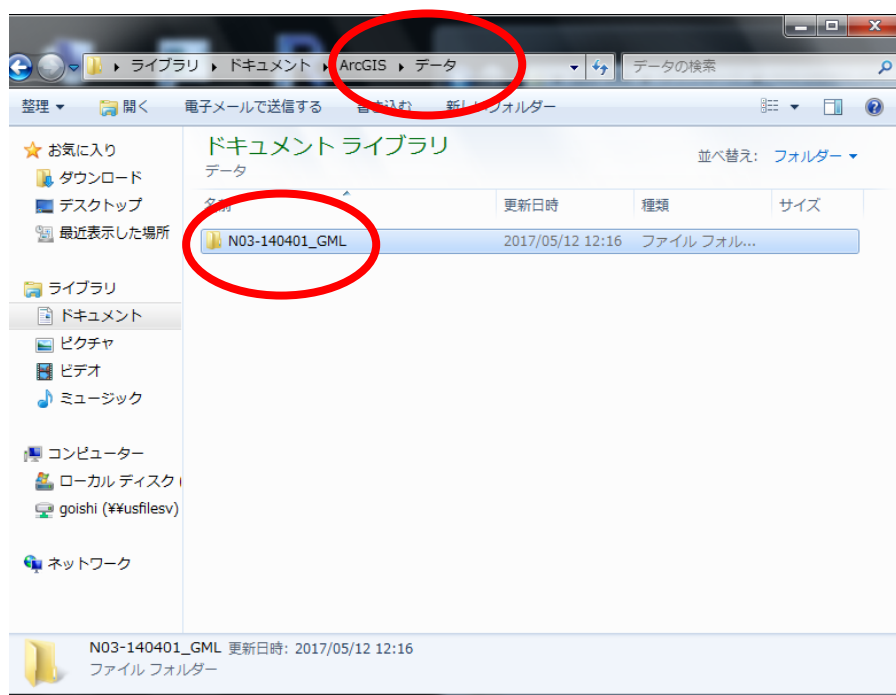 ライブラリ ▸ ドキュメント ▸ ArcGIS ▸ データ
データの検索
整理 ▼ 開く 電子メールで送信する 書き込む 新しいフォルダー
お気に入り
ダウンロード
デスクトップ
最近表示した場所
ライブラリ
ドキュメント
ピクチャ
ビデオ
ミュージック
コンピューター
ローカル ディスク (
goishi (¥¥usfilesv)
ネットワーク
ドキュメント ライブラリ
データ
並べ替え: フォルダー ▼
名前 更新日時 種類 サイズ
N03-140401_GML 2017/05/12 12:16 ファイル フォル...
N03-140401_GML 更新日時: 2017/05/12 12:16
ファイル フォルダー